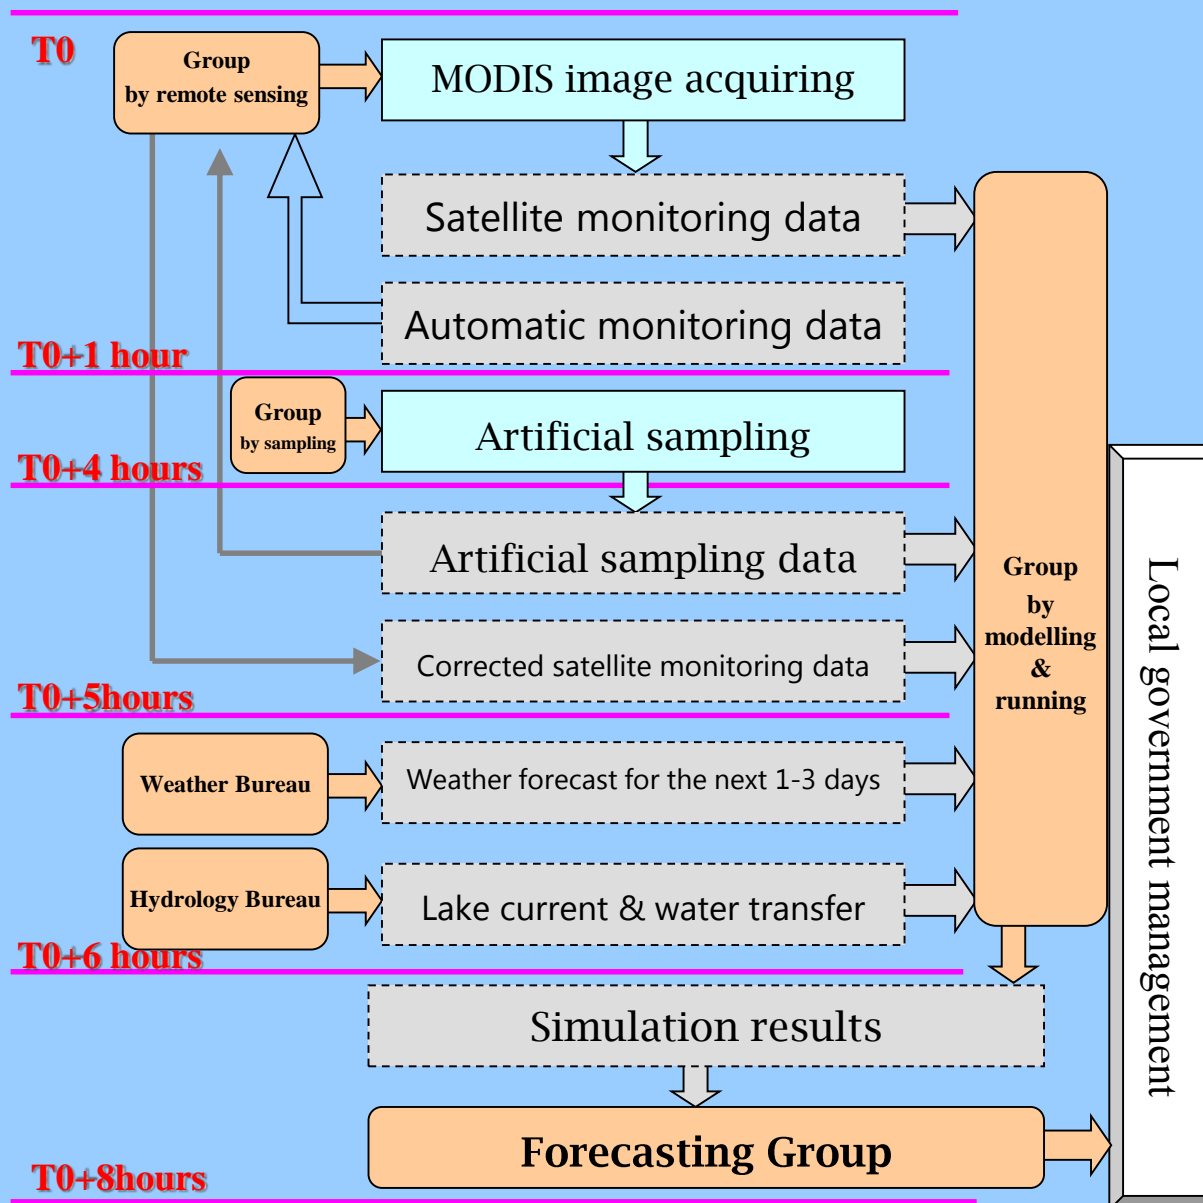 T0
Group
by remote sensing
MODIS image acquiring
Satellite monitoring data
Automatic monitoring data
T0+1 hour
Group
by sampling
Artificial sampling
T0+4 hours
Artificial sampling data
Corrected satellite monitoring data
T0+5hours
Group
by
modelling
&
running
Local government management
Weather Bureau
Weather forecast for the next 1-3 days
Hydrology Bureau
Lake current & water transfer
T0+6 hours
Simulation results
Forecasting Group
T0+8hours